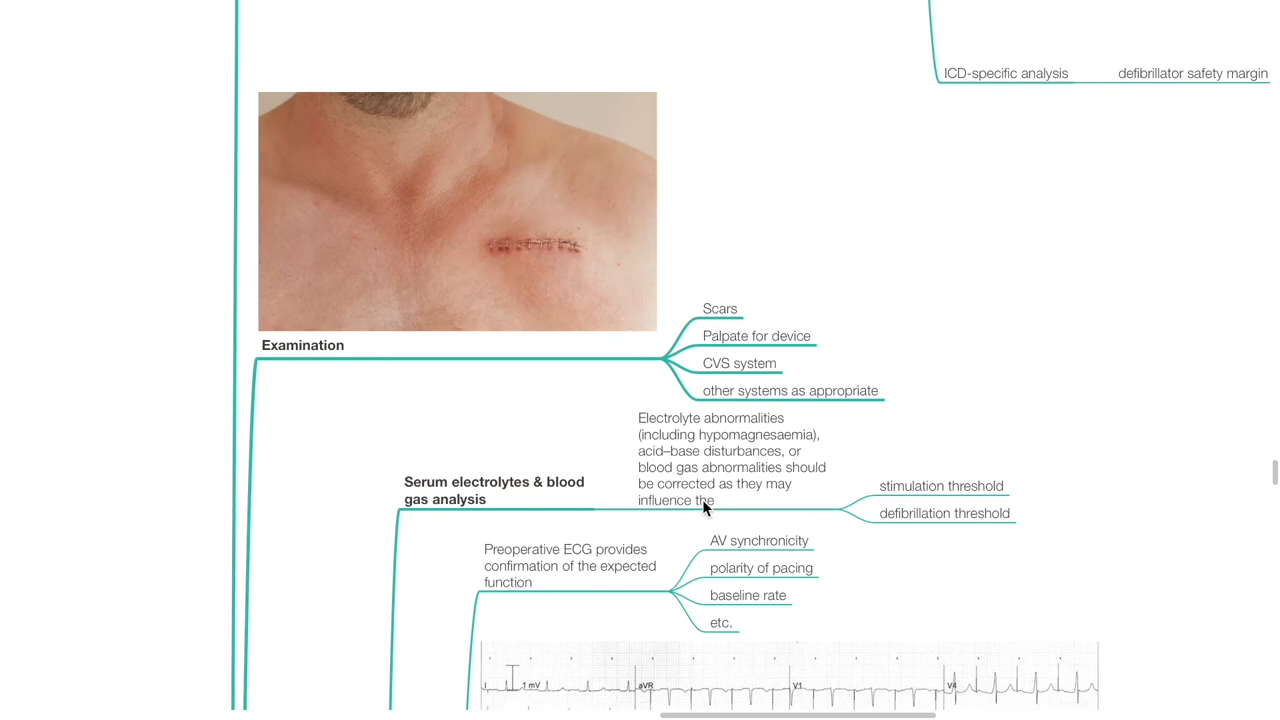 ICD-specific analysis
defibrillator safety margin
Examination
Scars
Palpate for device
CVS system
other systems as appropriate
Serum electrolytes & blood
gas analysis
Electrolyte abnormalities
(including hypomagnesaemia),
acid–base disturbances, or
blood gas abnormalities should
be corrected as they may
influence the
stimulation threshold
defibrillation threshold
Preoperative ECG provides
confirmation of the expected
function
AV synchronicity
polarity of pacing
baseline rate
etc.
I
1 mV
aVR
V1
V4